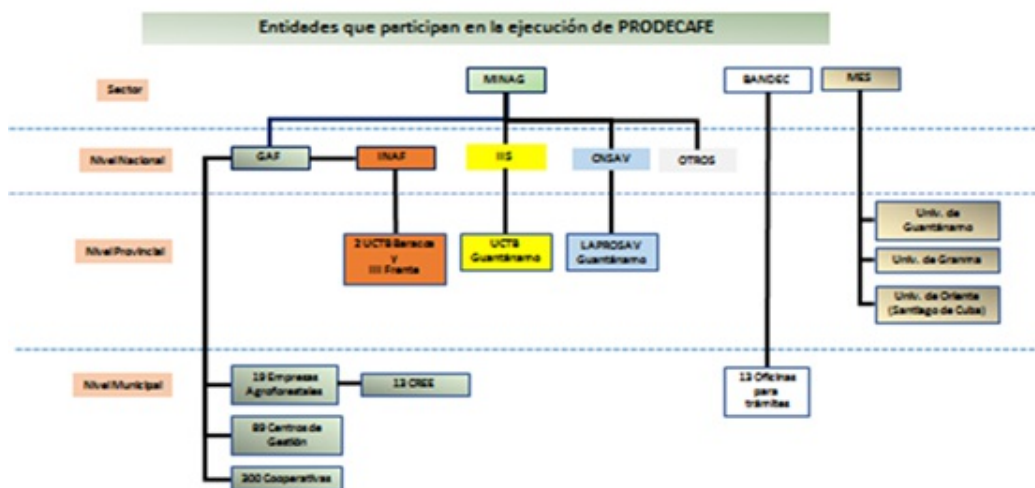 Entidades que participan en la ejecución de PRODECAFE
Sector
MINAG
BANDEC
MES
Nivel Nacional
GAF
INAF
IIS
CNSAV
OTROS
Nivel Provincial
2 UCTB Baracoa
y
III Frente
UCTB
Guantánamo
LAPROSAV
Guantánamo
Univ. de
Guantánamo
Univ. de Granma
Univ. de Oriente
(Santiago de Cuba)
Nivel Municipal
19 Empresas
Agroforestales
13 CREE
13 Oficinas
para
trámites
89 Centros de
Gestión
300 Cooperativas